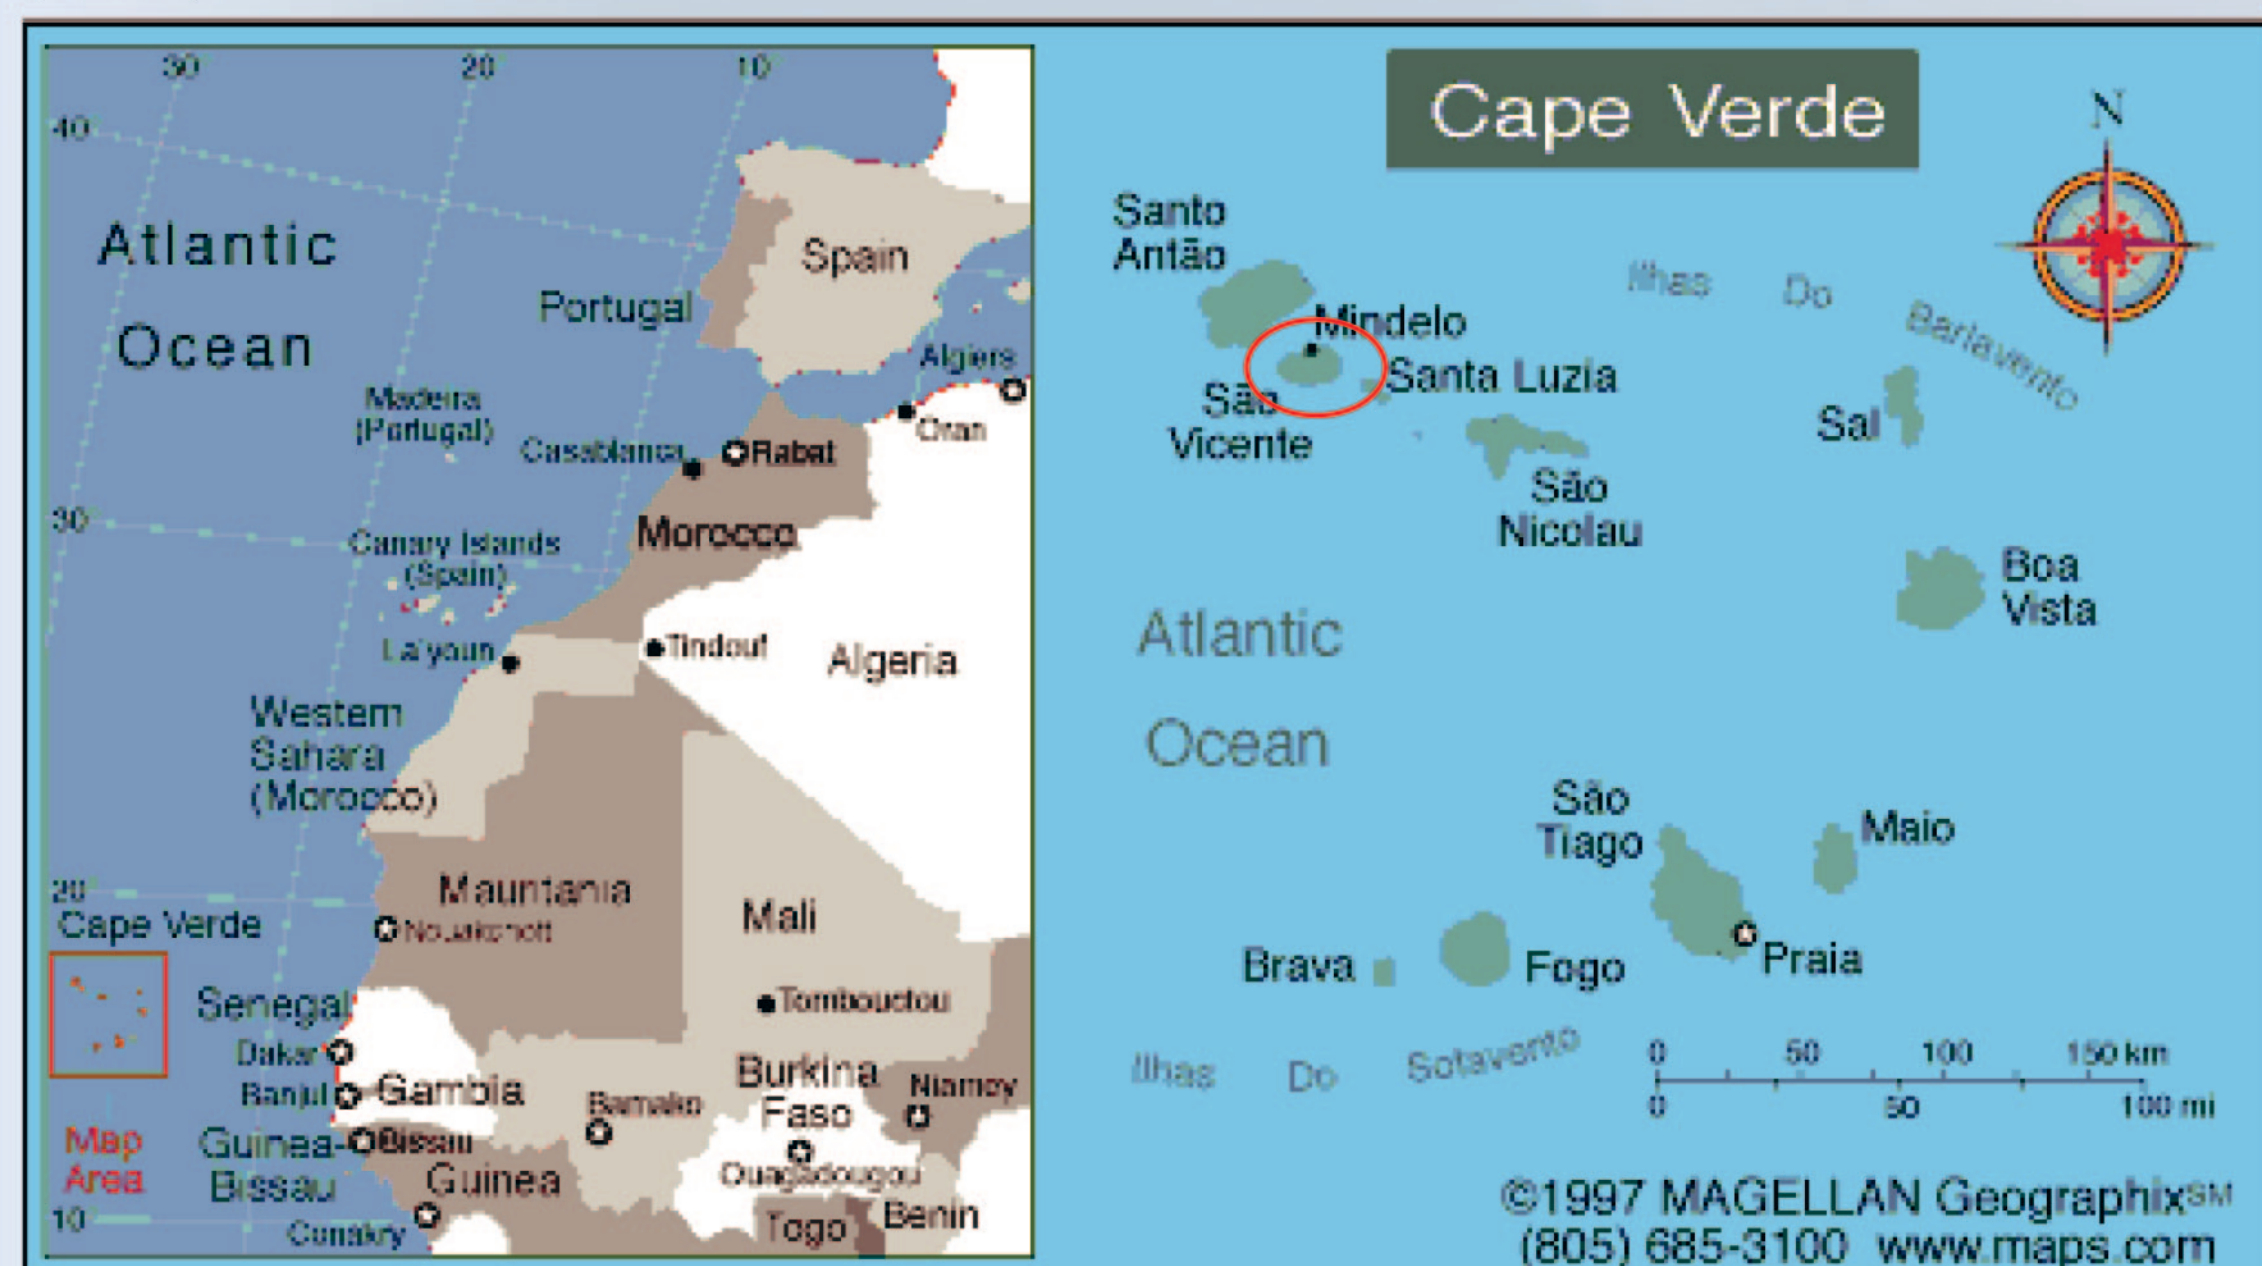 30
20
10
40
Atlantic
Ocean
Spain
Portugal
Algiers
Madeira
(Portugal)
Oran
Casablanca
Rabat
30
Morocco
Canary Islands
(Spain)
La'youn
Tindouf
Algeria
Western
Sahara
(Morocco)
20
Mauritania
Nouakchott
Mali
Cape Verde
Senegal
Tombouctou
Dakar
Banjul
Gambia
Bamako
Burkina
Faso
Niamey
Map
Area
Guinea-
Bissau
Bissau
Guinea
Ouagadougou
10
Conakry
Togo
Benin
Cape Verde
N
Santo
Antão
Ilhas Do Barlavento
Mindelo
Santa Luzia
São
Vicente
Sal
São
Nicolau
Boa
Vista
Atlantic
Ocean
São
Tiago
Maio
Brava
Fogo
Praia
Ilhas Do Sotavento
0 50 100 150 km
0 50 100 mi
©1997 MAGELLAN Geographix℠
(805) 685-3100 www.maps.com